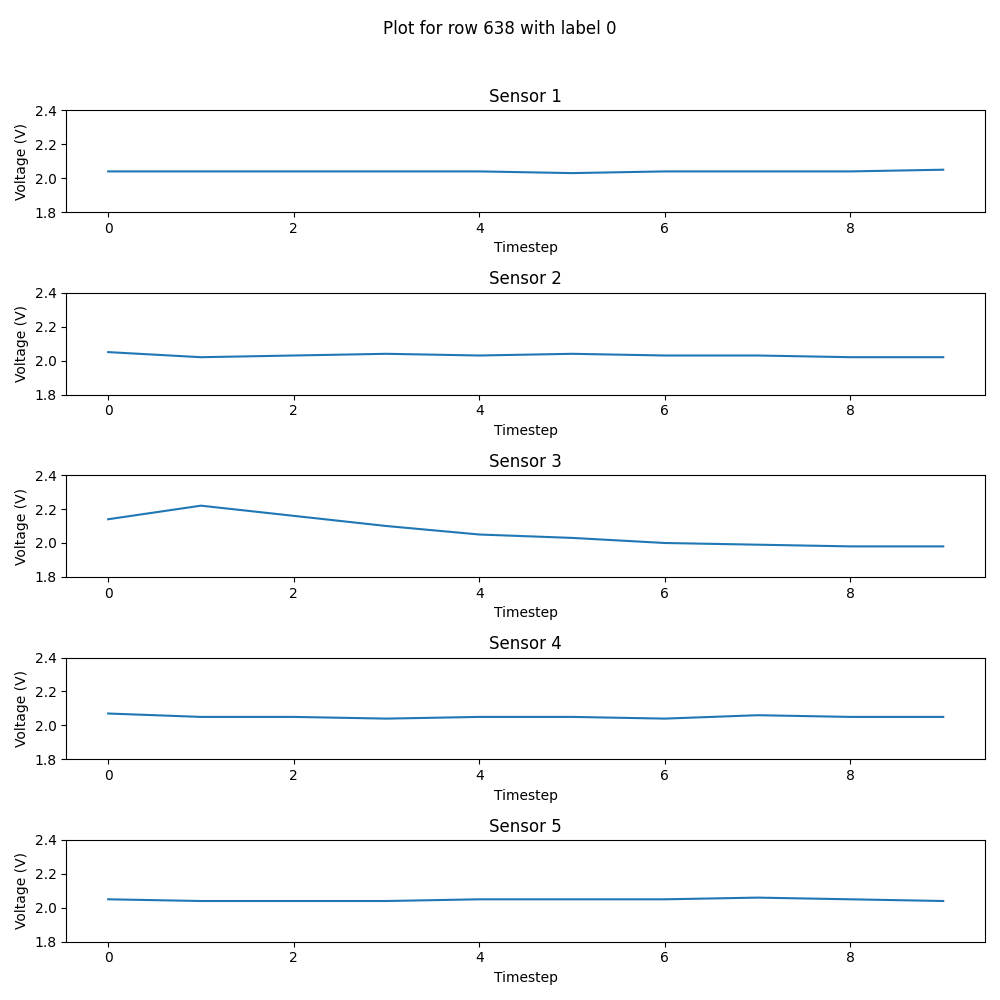 Plot for row 638 with label 0
Sensor 1
2.4
2.2
2.0
1.8
Voltage (V)
0 2 4 6 8
Timestep
Sensor 2
2.4
2.2
2.0
1.8
Voltage (V)
0 2 4 6 8
Timestep
Sensor 3
2.4
2.2
2.0
1.8
Voltage (V)
0 2 4 6 8
Timestep
Sensor 4
2.4
2.2
2.0
1.8
Voltage (V)
0 2 4 6 8
Timestep
Sensor 5
2.4
2.2
2.0
1.8
Voltage (V)
0 2 4 6 8
Timestep